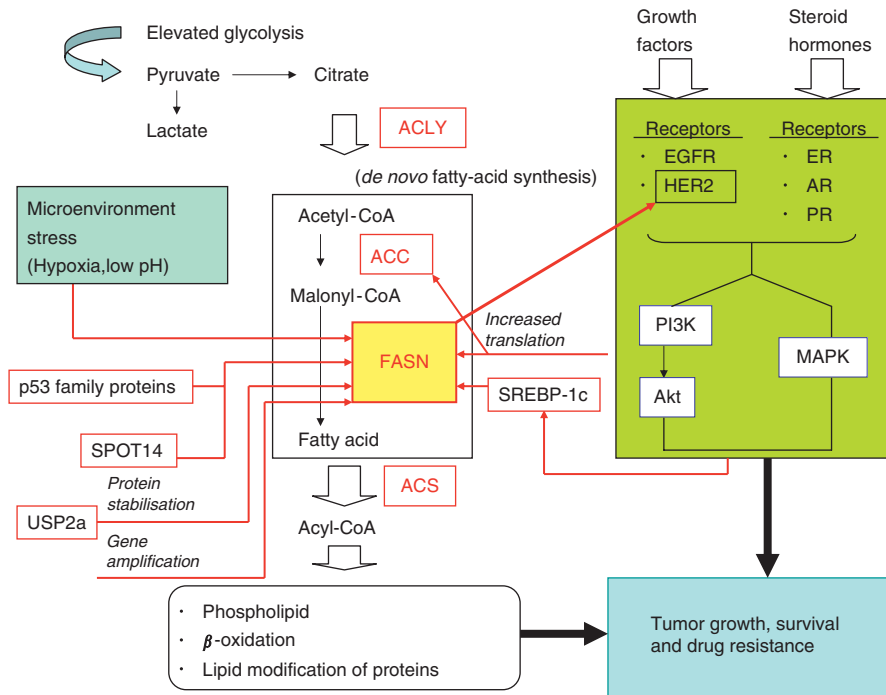 Elevated glycolysis
Pyruvate
Citrate
Lactate
ACLY
(de novo fatty-acid synthesis)
Microenvironment
stress
(Hypoxia,low pH)
Acetyl-CoA
ACC
Malonyl-CoA
FASN
Fatty acid
p53 family proteins
SPOT14
Protein
stabilisation
USP2a
Gene
amplification
Increased
translation
SREBP-1c
ACS
Acyl-CoA
· Phospholipid
· β-oxidation
· Lipid modification of proteins
Growth
factors
Steroid
hormones
Receptors
· EGFR
· HER2
Receptors
· ER
· AR
· PR
PI3K
Akt
MAPK
Tumor growth, survival
and drug resistance